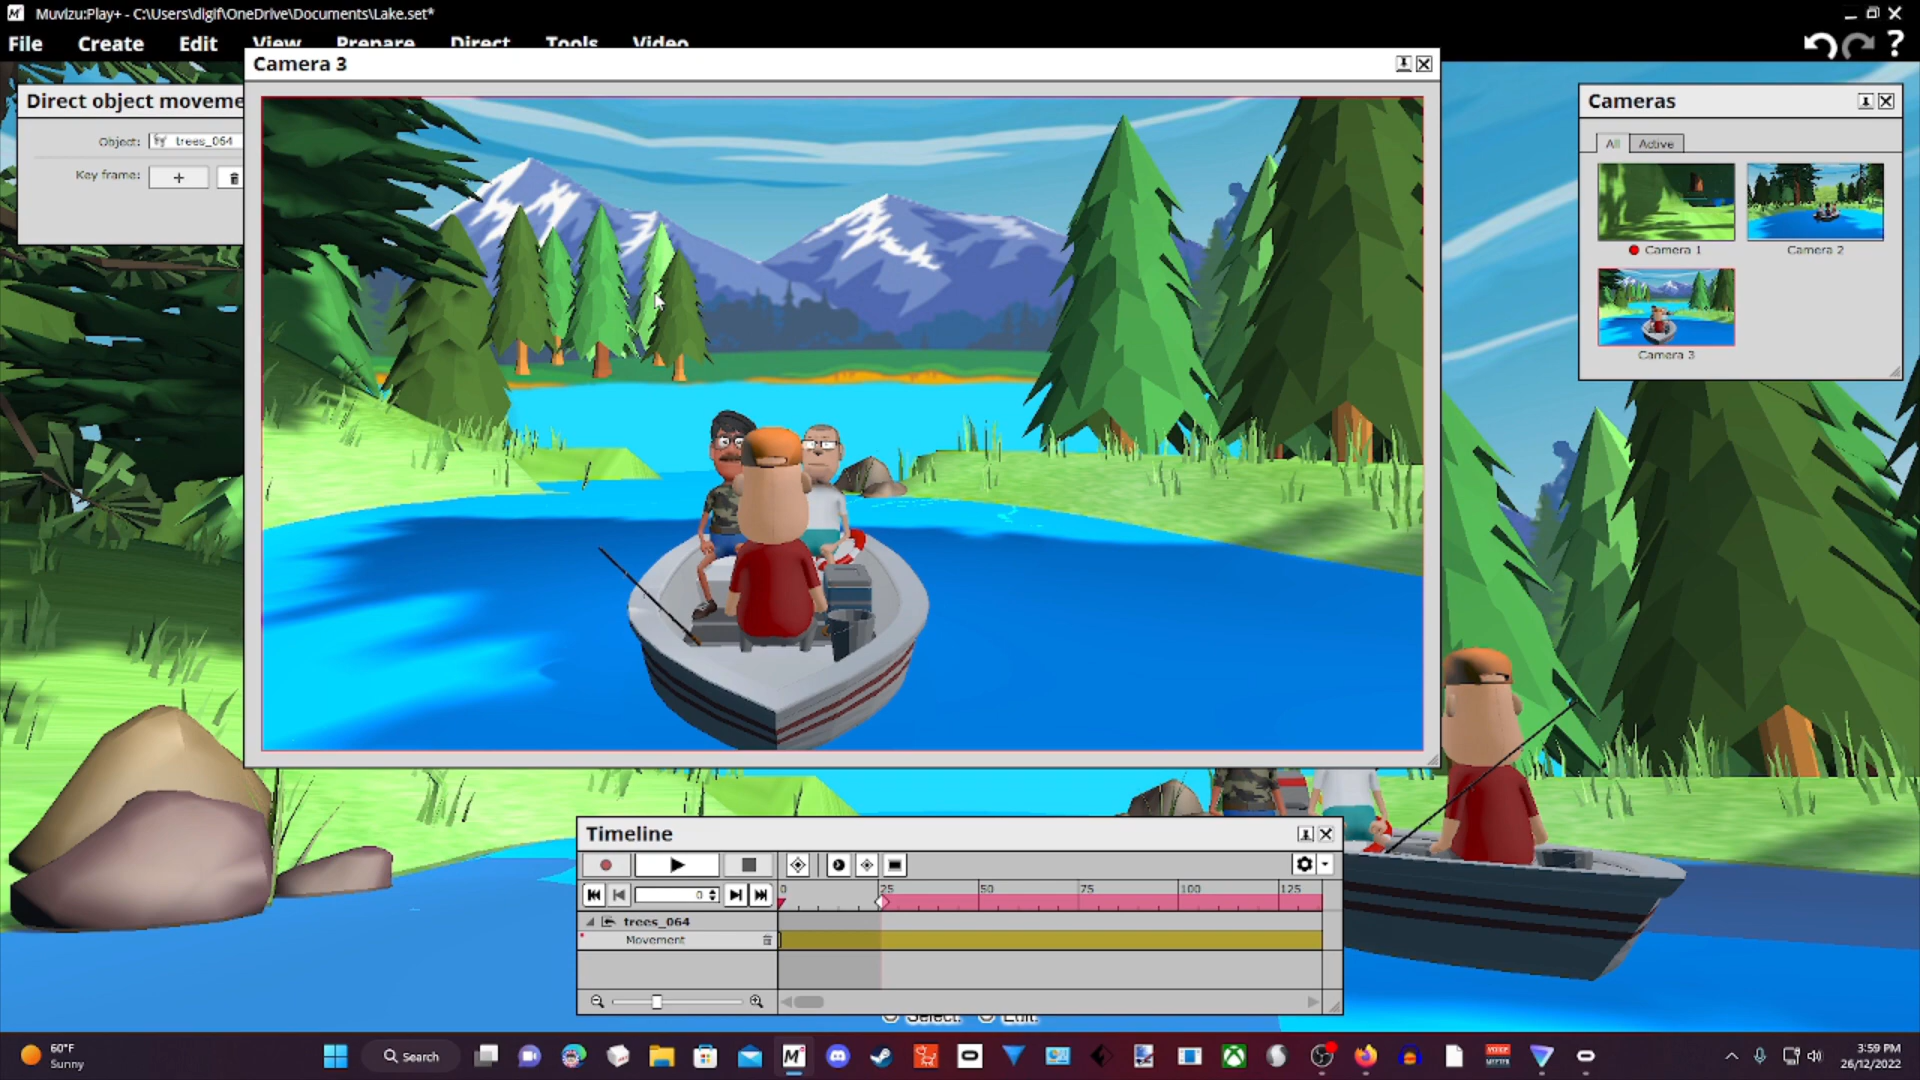 Muvizu:Play+ - C:\Users\digif\OneDrive\Documents\Lake.set*
File Create Edit View Prepare Direct Tools Video
?
Camera 3
Direct object moveme
Object: trees_064
Key frame: +
Cameras
All Active
Camera 1
Camera 2
Camera 3
Timeline
0
0 25 50 75 100 125
trees_064
Movement
Select. Edit.
60°F
Sunny
Search
3:59 PM
26/12/2022